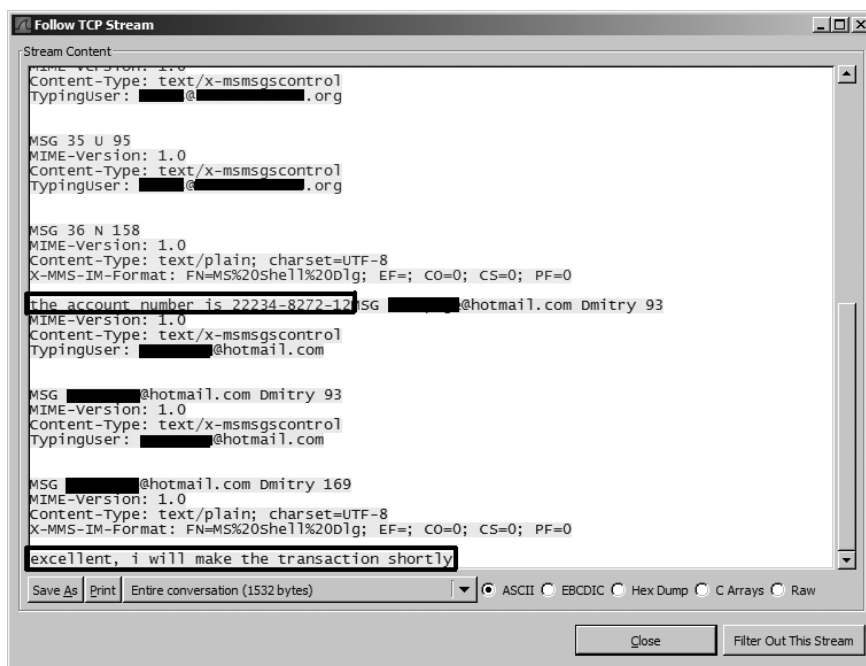 Follow TCP Stream
Stream Content
MIME-Version: 1.0
Content-Type: text/x-msmsgscontrol
TypingUser: @ .org
MSG 35 U 95
MIME-Version: 1.0
Content-Type: text/x-msmsgscontrol
TypingUser: @ .org
MSG 36 N 158
MIME-Version: 1.0
Content-Type: text/plain; charset=UTF-8
X-MMS-IM-Format: FN=MS%20Shell%20Dlg; EF=; CO=0; CS=0; PF=0
the account number is 22234-8272-12MSG @hotmail.com Dmitry 93
MIME-Version: 1.0
Content-Type: text/x-msmsgscontrol
TypingUser: @hotmail.com
MSG @hotmail.com Dmitry 93
MIME-Version: 1.0
Content-Type: text/x-msmsgscontrol
TypingUser: @hotmail.com
MSG @hotmail.com Dmitry 169
MIME-Version: 1.0
Content-Type: text/plain; charset=UTF-8
X-MMS-IM-Format: FN=MS%20Shell%20Dlg; EF=; CO=0; CS=0; PF=0
excellent, i will make the transaction shortly
Save As Print Entire conversation (1532 bytes) ASCII EBCDIC Hex Dump C Arrays Raw
Close Filter Out This Stream